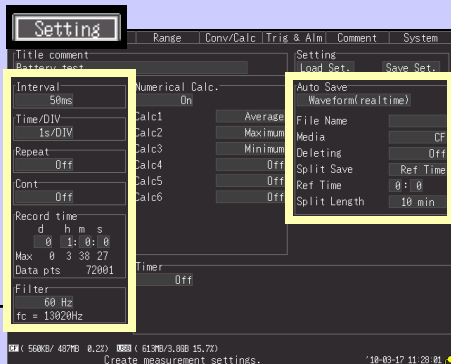 Setting
Range Conv/Calc Trig & Alm Comment System
Title comment
Battery test
Setting
Load Set. Save Set.
Interval
50ms
Time/DIV
1s/DIV
Repeat
Off
Cont
Off
Record time
d h m s
0 1: 0: 0
Max 0 3 38 27
Data pts 72001
Filter
60 Hz
fc = 13020Hz
Numerical Calc.
On
Calc1 Average
Calc2 Maximum
Calc3 Minimum
Calc4 Off
Calc5 Off
Calc6 Off
Auto Save
Waveform(realtime)
File Name
Media CF
Deleting Off
Split Save Ref Time
Ref Time 0: 0
Split Length 10 min
Timer
Off
CF ( 560KB/ 487MB 0.2%) USB ( 613MB/3.8GB 15.7%)
Create measurement settings. '10-03-17 11:28:01